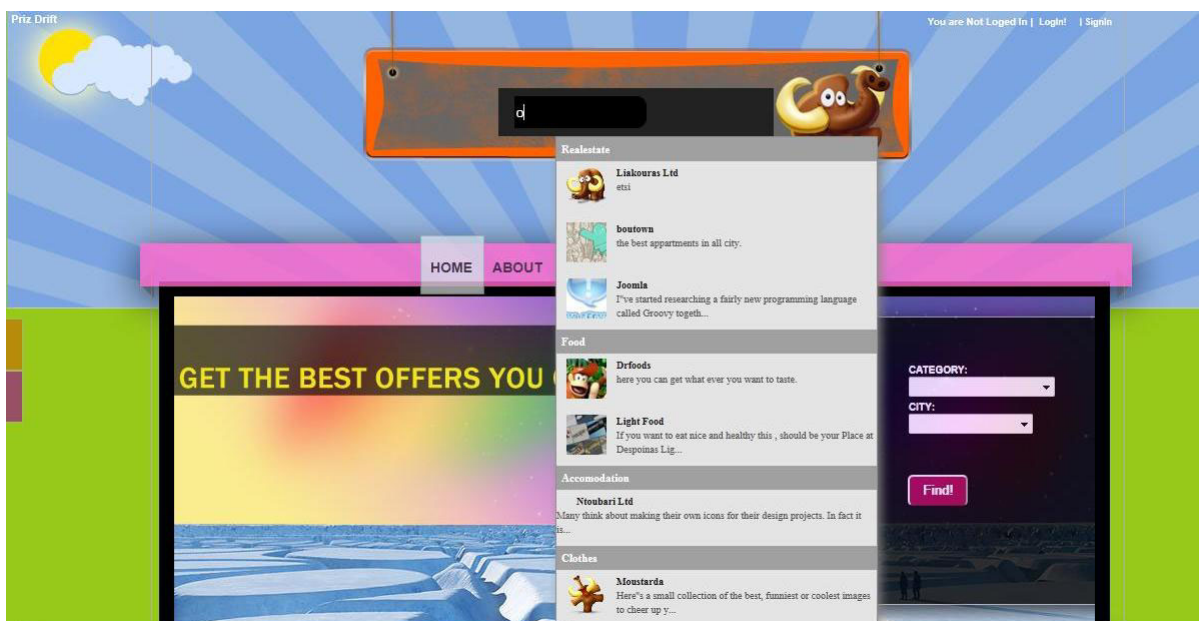 Priz Drift
You are Not Loged In | LogIn! | SignIn
o
Realestate
Liakouras Ltd
etsi
boutown
the best appartments in all city.
Joomla
I"ve started researching a fairly new programming language
called Groovy togeth...
HOME ABOUT
Food
Drfoods
here you can get what ever you want to taste.
Light Food
If you want to eat nice and healthy this , should be your Place at
Despoinas Lig...
Accomodation
Ntoubari Ltd
Many think about making their own icons for their design projects. In fact it
is...
Clothes
Moustarda
Here"s a small collection of the best, funniest or coolest images
to cheer up y...
GET THE BEST OFFERS YOU
CATEGORY:
CITY:
Find!